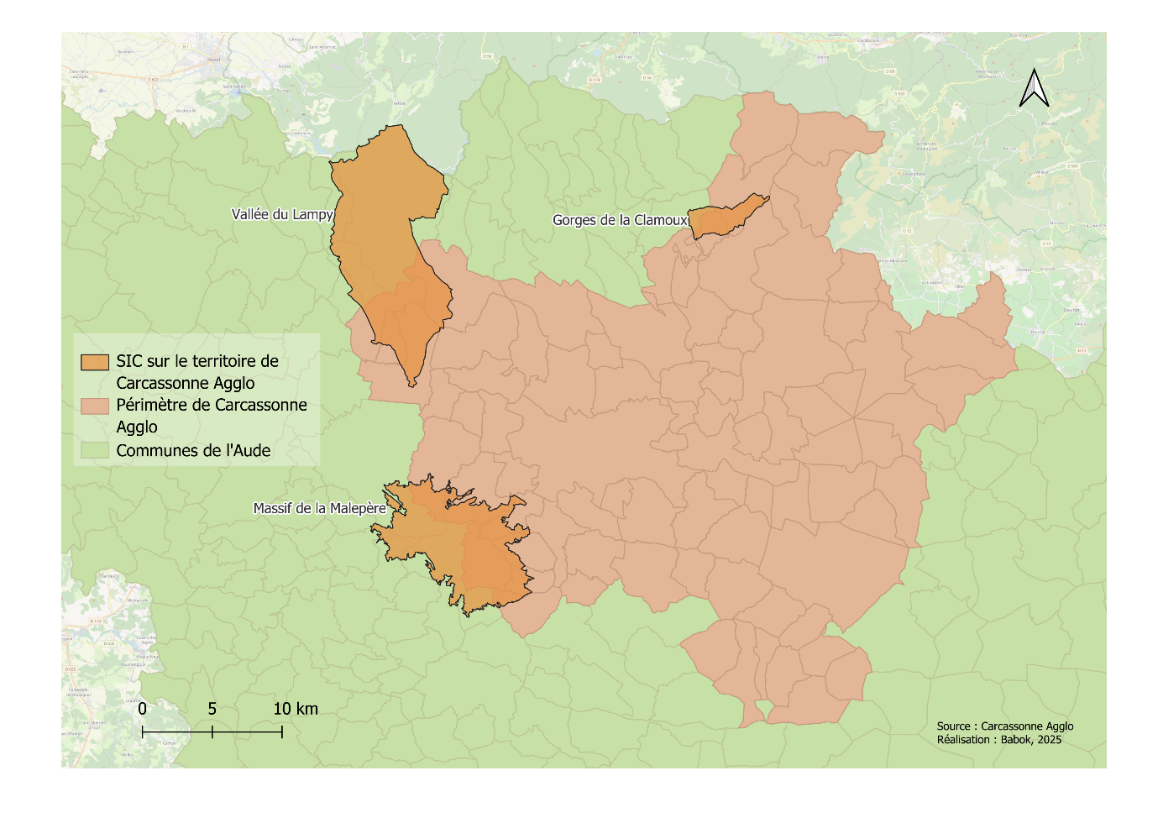 Vallée du Lampy
Gorges de la Clamoux
SIC sur le territoire de
Carcassonne Agglo
Périmètre de Carcassonne
Agglo
Communes de l'Aude
Massif de la Malepère
0 5 10 km
Source : Carcassonne Agglo
Réalisation : Babok, 2025